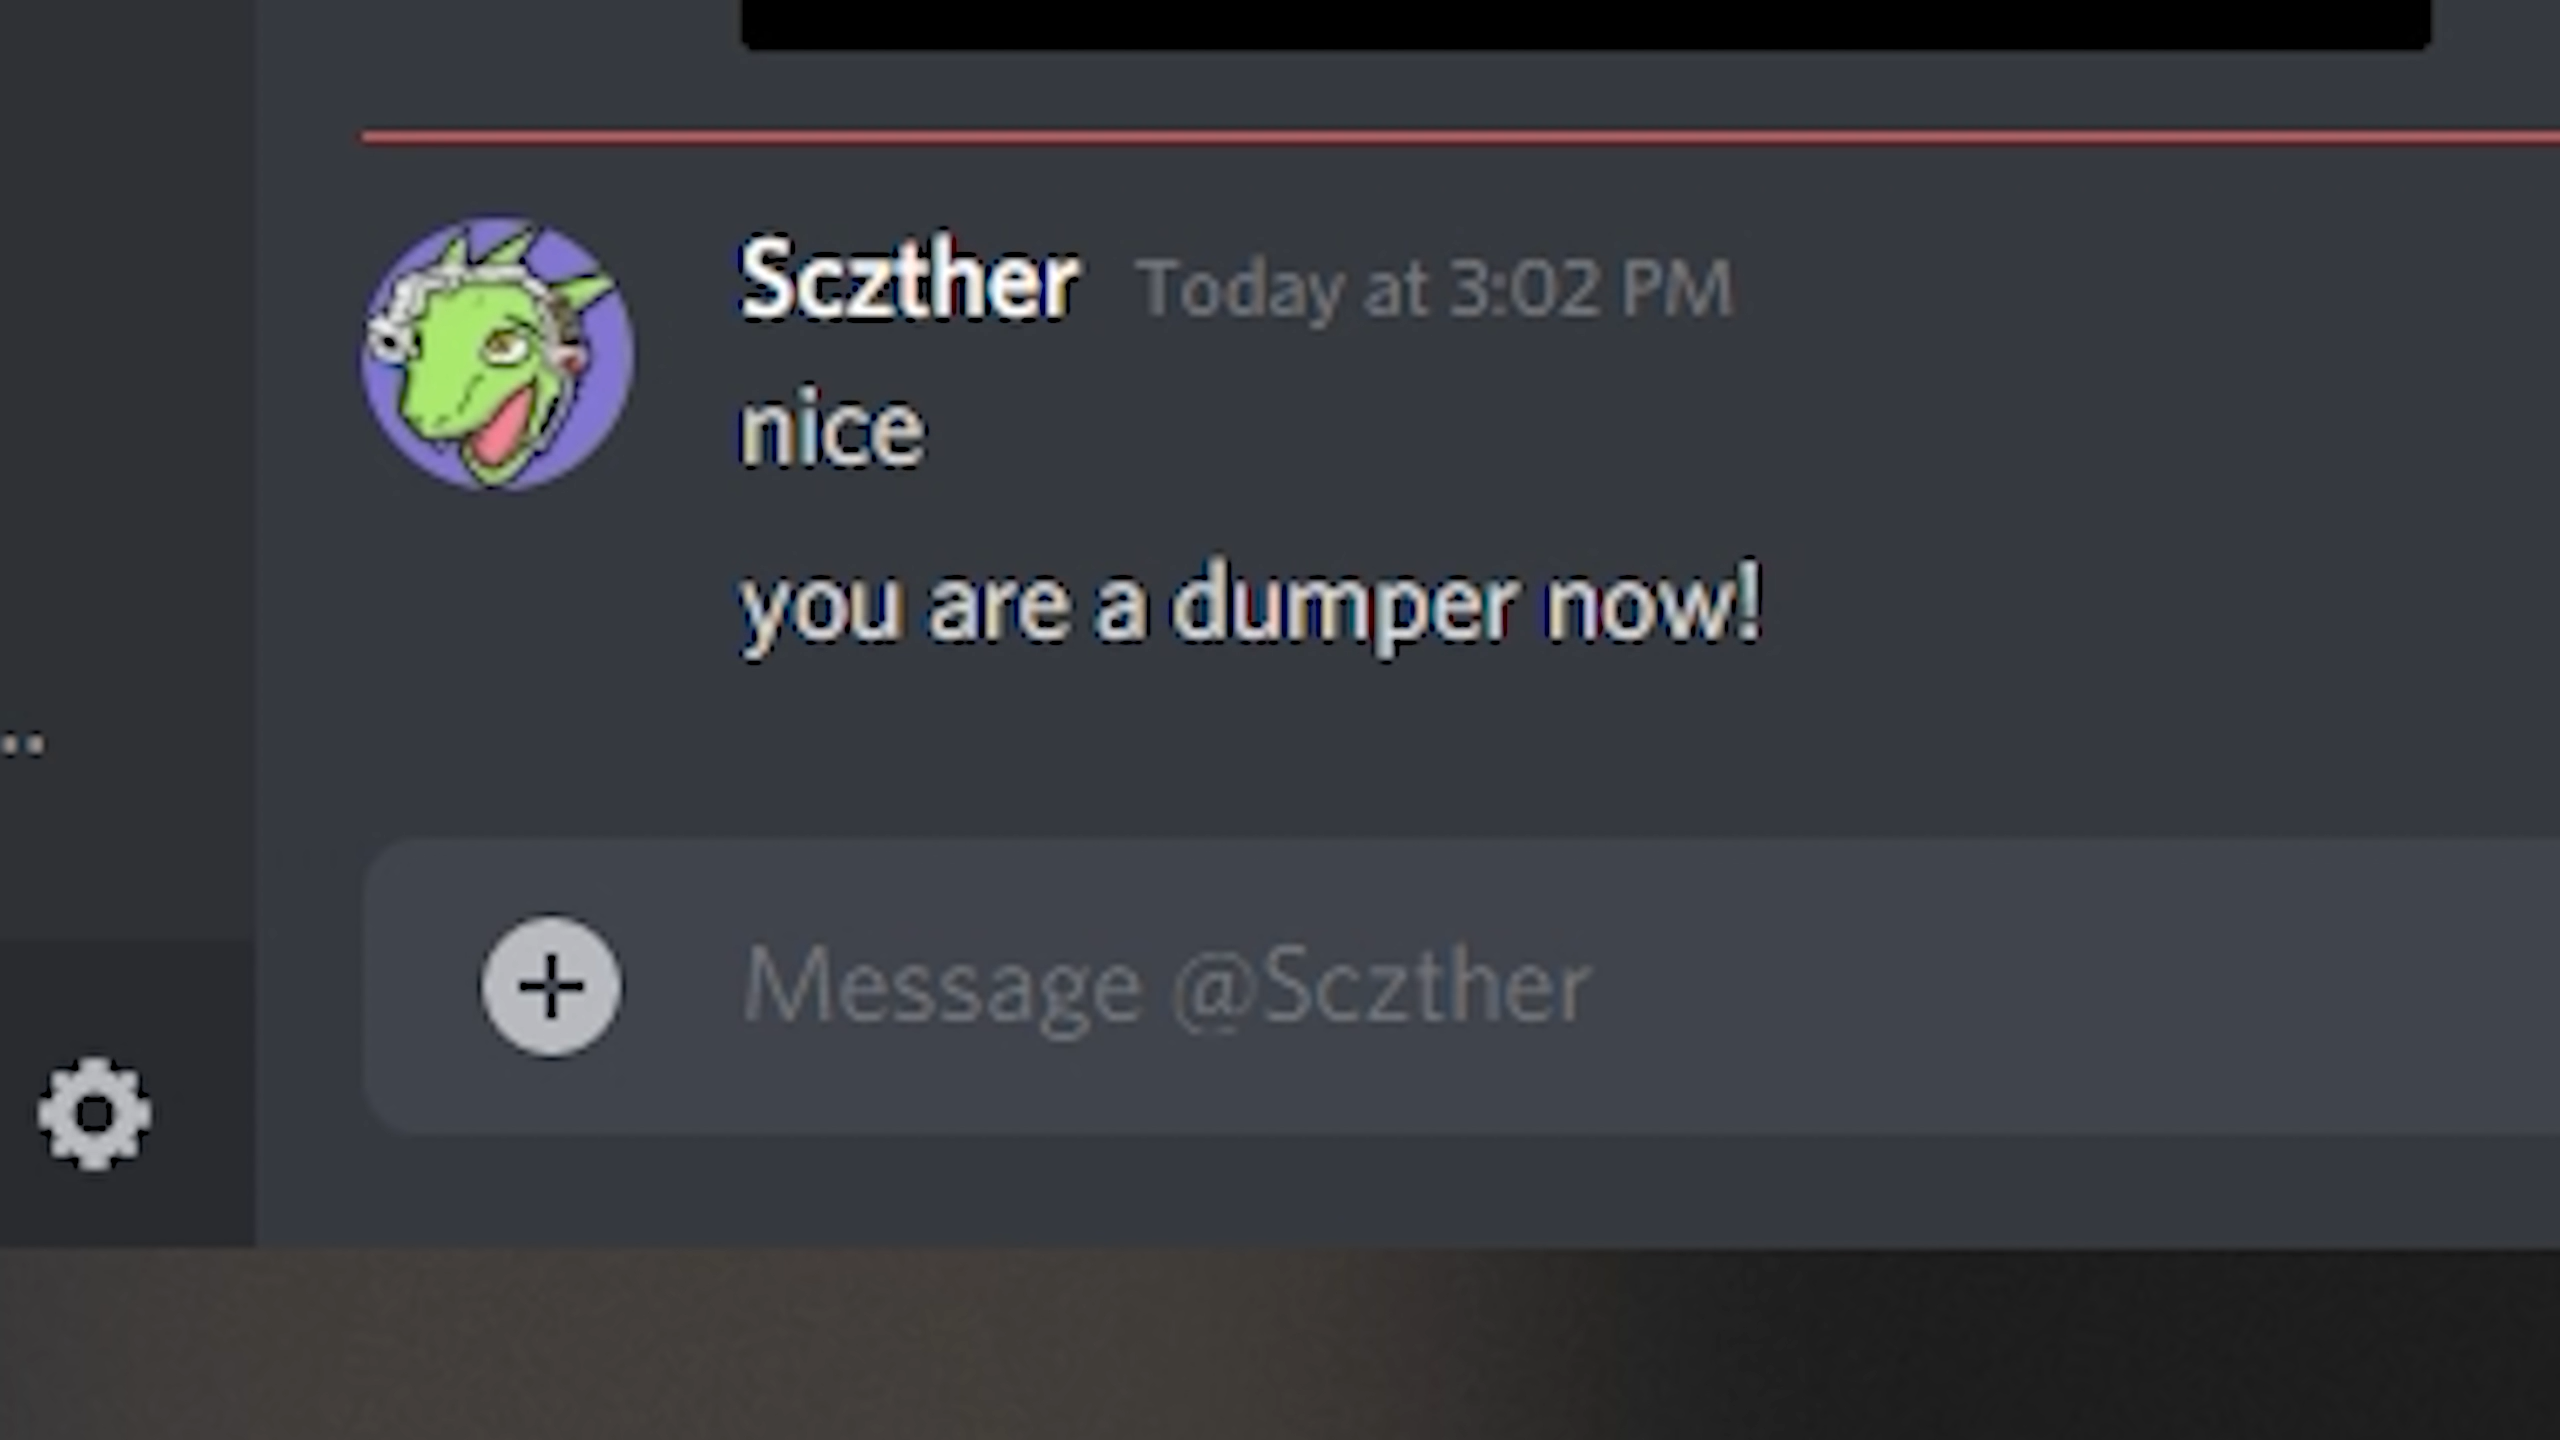 Sczther Today at 3:02 PM
nice
you are a dumper now!
..
Message @Sczther